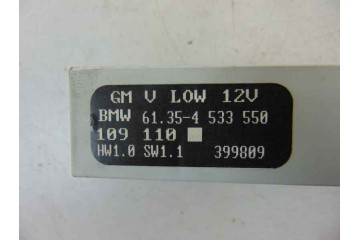 GM V LOW 12V
BMW 61.35-4 533 550
109 110
HW1.0 SW1.1 399809